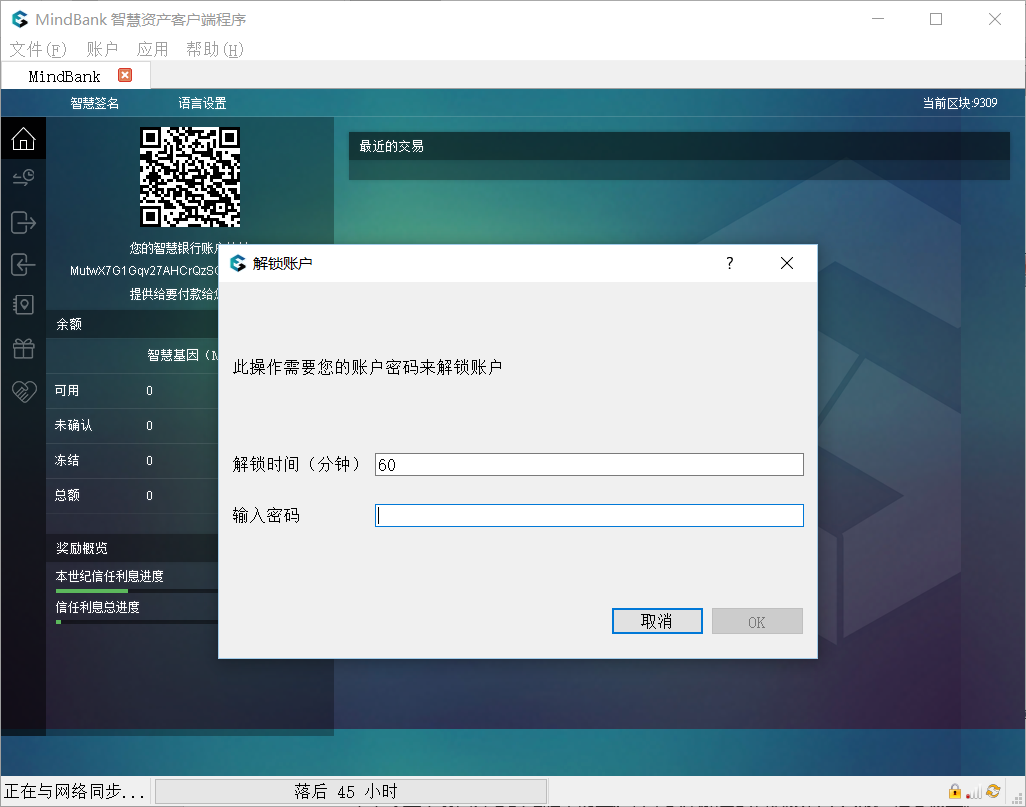 MindBank 智慧资产客户端程序
文件(F) 账户 应用 帮助(H)
MindBank
智慧签名 语言设置 当前区块:9309
最近的交易
您的智慧银行账户
MutwX7G1Gqv27AHCrQzS
提供给要付款给您
余额
智慧基因（M
可用 0
未确认 0
冻结 0
总额 0
奖励概览
本世纪信任利息进度
信任利息总进度
解锁账户 ?
此操作需要您的账户密码来解锁账户
解锁时间（分钟） 60
输入密码
取消 OK
正在与网络同步... 落后 45 小时